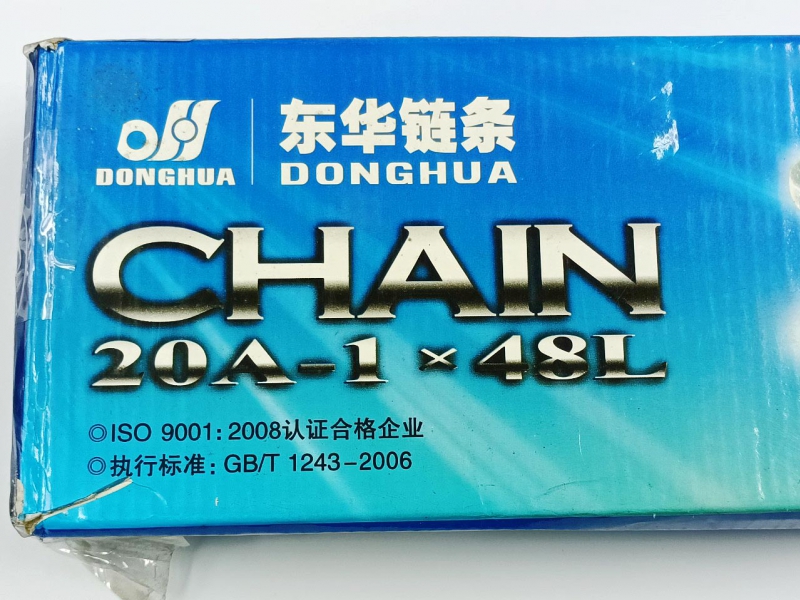 DONGHUA
东华链条
DONGHUA
CHAIN
20A-1×48L
◎ISO 9001:2008认证合格企业
◎执行标准:GB/T 1243-2006